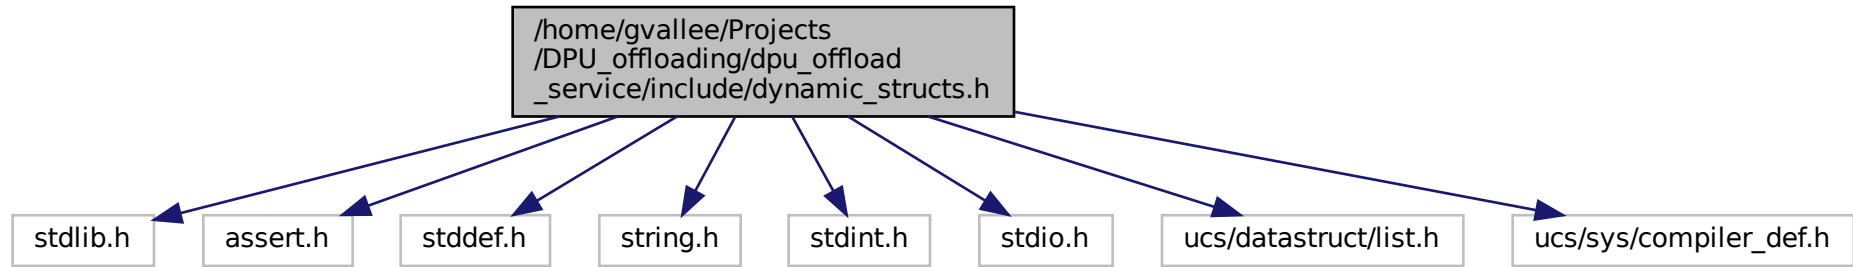 /home/gvallee/Projects
/DPU_offloading/dpu_offload
_service/include/dynamic_structs.h
stdlib.h
assert.h
stddef.h
string.h
stdint.h
stdio.h
ucs/datastruct/list.h
ucs/sys/compiler_def.h